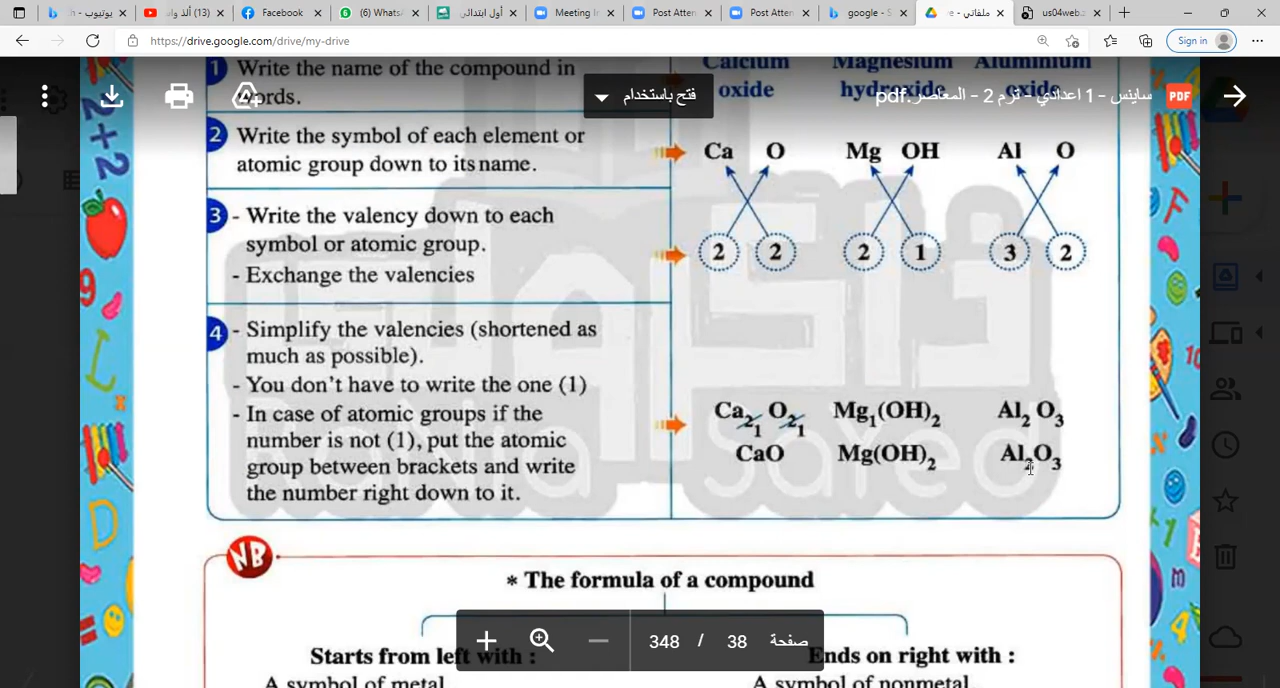 يوتيوب - b
(13) ألذ وا
Facebook
(6) WhatsA
أول ابتدائي
Meeting I
Post Atten
Post Atten
google - S
ملفاتي - e
us04web.z
https://drive.google.com/drive/my-drive
Sign in
فتح باستخدام
ساينس - 1 اعدادي - ترم 2 - المعاصر.pdf
PDF
1 Write the name of the compound in words.
Calcium oxide
Magnesium hydroxide
Aluminium oxide
2 Write the symbol of each element or
atomic group down to its name.
Ca O Mg OH Al O
3 - Write the valency down to each
symbol or atomic group.
- Exchange the valencies
2 2 2 1 3 2
4 - Simplify the valencies (shortened as
much as possible).
- You don't have to write the one (1)
- In case of atomic groups if the
number is not (1), put the atomic
group between brackets and write
the number right down to it.
Ca₂₁ O₂₁ Mg₁(OH)₂ Al₂ O₃
CaO Mg(OH)₂ Al₂O₃
Rania Sayed
NB
* The formula of a compound
صفحة 38 / 348
Starts from left with :
Ends on right with :
A symbol of metal
A symbol of nonmetal